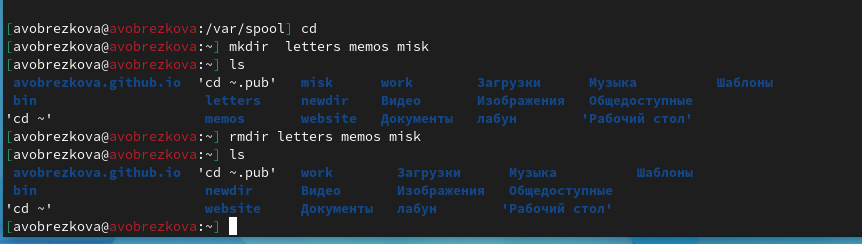 [avobrezkova@avobrezkova:/var/spool] cd
[avobrezkova@avobrezkova:~] mkdir  letters memos misk
[avobrezkova@avobrezkova:~] ls
avobrezkova.github.io  'cd ~.pub'  misk  work  Загрузки  Музыка  Шаблоны
bin  letters  newdir  Видео  Изображения  Общедоступные
'cd ~'  memos  website  Документы  лабун  'Рабочий стол'
[avobrezkova@avobrezkova:~] rmdir letters memos misk
[avobrezkova@avobrezkova:~] ls
avobrezkova.github.io  'cd ~.pub'  work  Загрузки  Музыка  Шаблоны
bin  newdir  Видео  Изображения  Общедоступные
'cd ~'  website  Документы  лабун  'Рабочий стол'
[avobrezkova@avobrezkova:~]